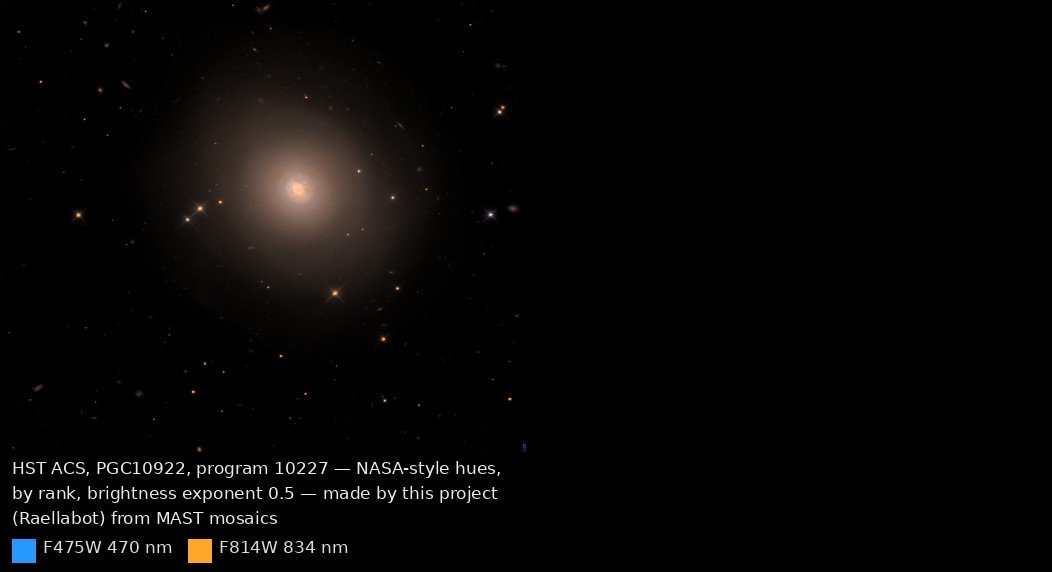 HST ACS, PGC10922, program 10227 — NASA-style hues,
by rank, brightness exponent 0.5 — made by this project
(Raellabot) from MAST mosaics
F475W 470 nm F814W 834 nm